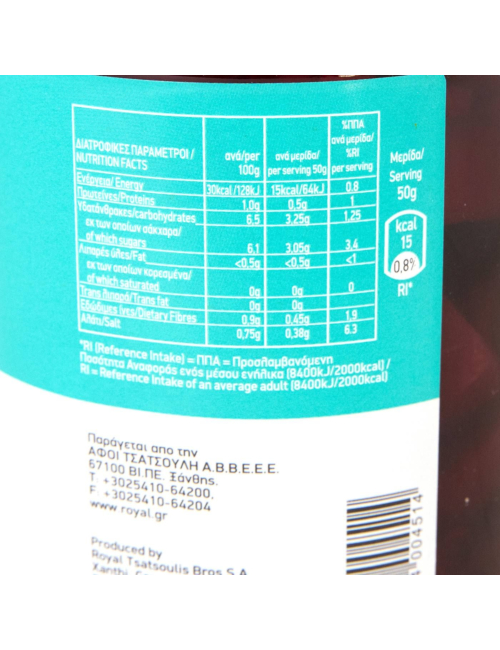 ΔΙΑΤΡΟΦΙΚΕΣ ΠΑΡΑΜΕΤΡΟΙ /
NUTRITION FACTS
ανά/per
100g
ανά μερίδα/
per serving 50g
%ΠΠΑ
ανά μερίδα/
%RI
per serving
Ενέργεια/ Energy 30kcal /128kJ 15kcal/64kJ 0.8
Πρωτεΐνες/Proteins 1,0g 0,5g 1
Υδατάνθρακες/carbohydrates 6.5 3,25g 1.25
εκ των οποίων σάκχαρα/
of which sugars 6.1 3,05g 3,4
Λιπαρές ύλες/Fat <0.5g <0.5g <1
εκ των οποίων κορεσμένα/
of which saturated 0g 0g 0
Trans λιπαρά/Trans fat 0g 0g
Εδώδιμες ίνες/Dietary Fibres 0,9g 0,45g 1.9
Αλάτι/Salt 0,75g 0,38g 6.3
Μερίδα/
Serving
50g
kcal
15
0,8%
RI*
*RI (Reference Intake) = ΠΠΑ = Προσλαμβανόμενη
Ποσότητα Αναφοράς ενός μέσου ενήλικα (8400kJ/2000kcal)
RI = Reference Intake of an average adult (8400kJ/2000kcal)
Παράγεται απο την
ΑΦΟΙ ΤΣΑΤΣΟΥΛΗ Α.Β.Β.Ε.Ε.Ε.
67100 ΒΙ.ΠΕ. Ξάνθης.
T. +3025410-64200,
F. +3025410-64204
www.royal.gr
Produced by
Royal Tsatsoulis Bros S.A.
004514